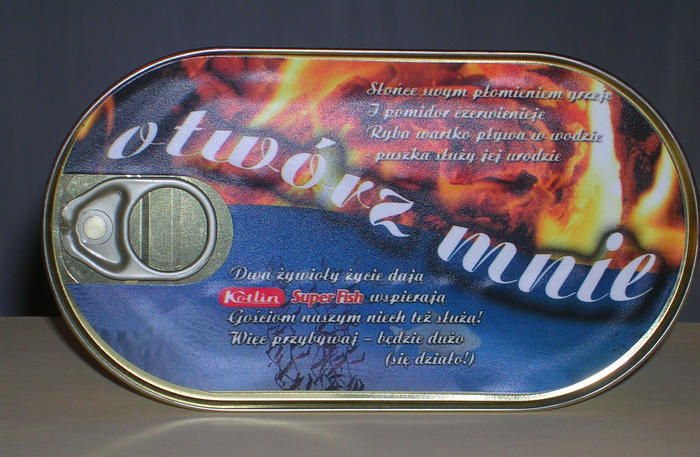 Słońce swym płomieniem grzeje
I pomidor czerwienieje
Ryba wartko pływa w wodzie
- puszka służy jej urodzie
otwórz mnie
Dwa żywioły życie dają
Kotlin Super Fish wspierają
Gościom naszym niech też służą!
Więc przybywaj - będzie dużo
(się działo!)